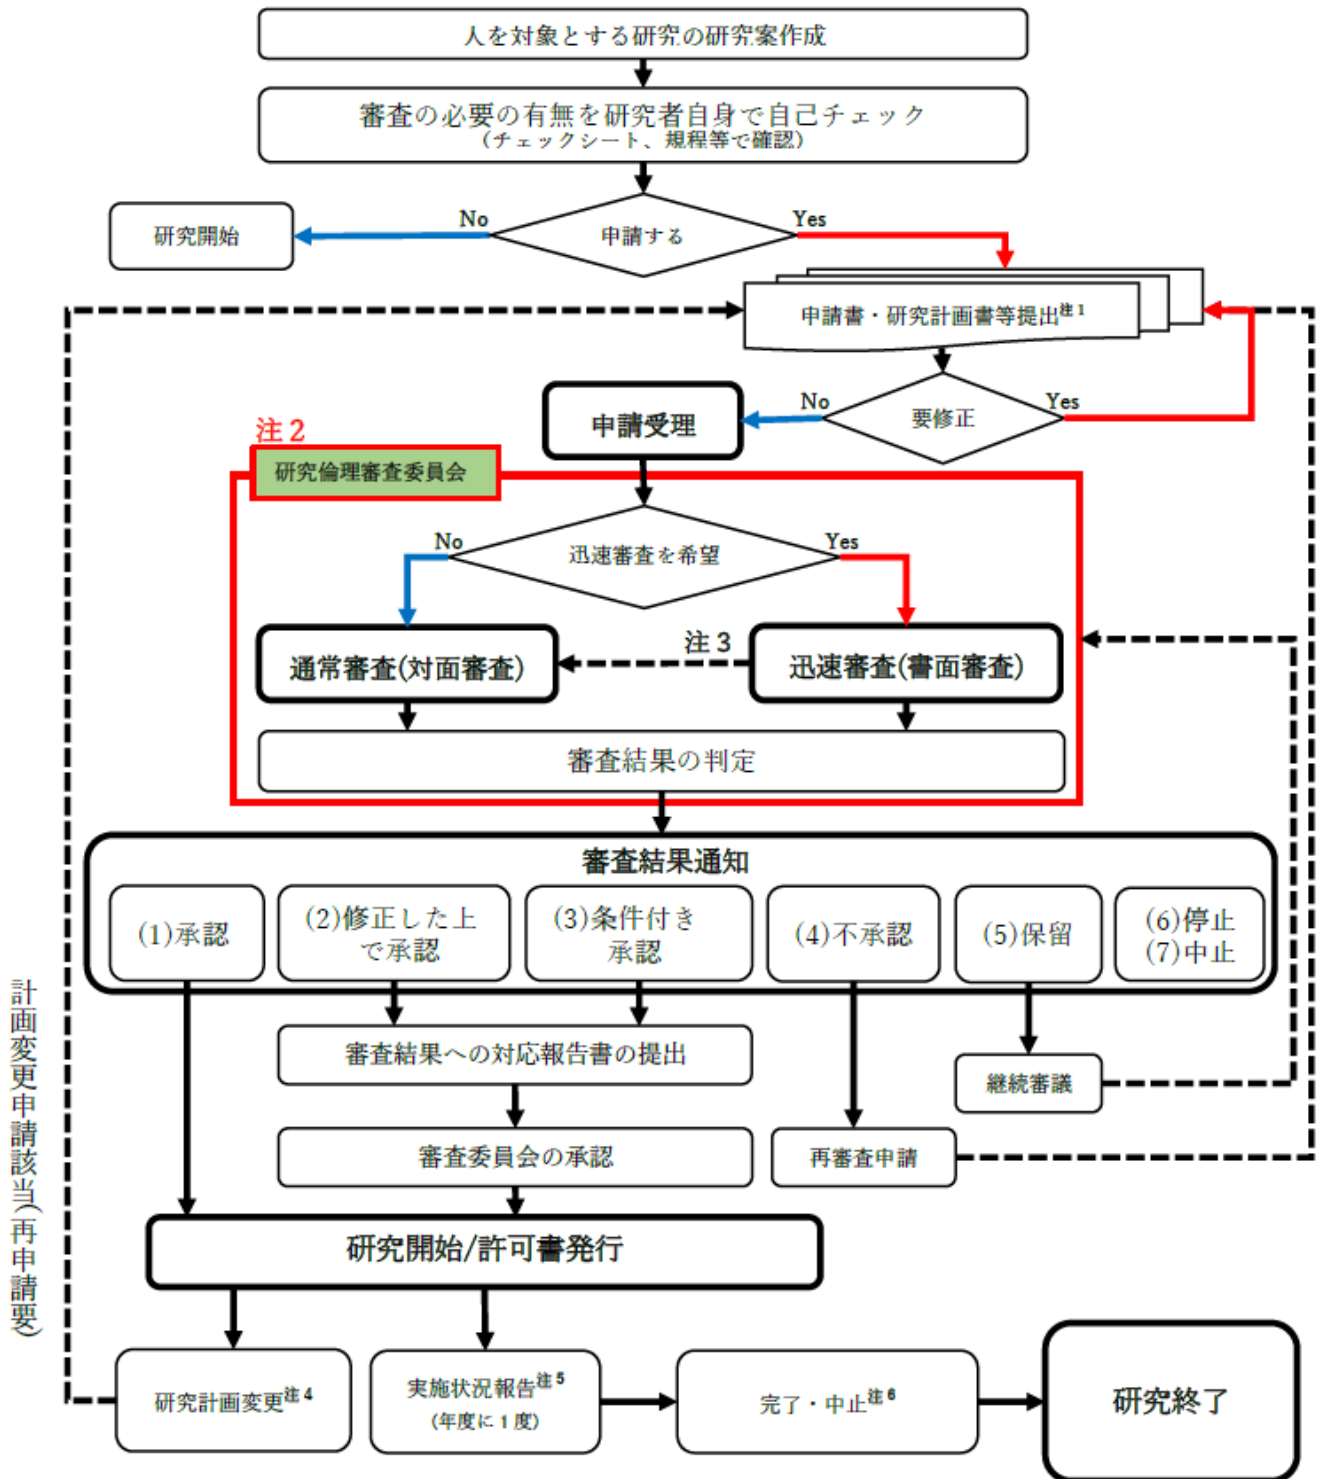 人を対象とする研究の研究案作成
審査の必要の有無を研究者自身で自己チェック
(チェックシート、規程等で確認)
No
Yes
研究開始
申請する
申請書・研究計画書等提出注1
No
Yes
申請受理
要修正
注2
研究倫理審査委員会
No
Yes
迅速審査を希望
注3
通常審査(対面審査)
迅速審査(書面審査)
審査結果の判定
審査結果通知
(1)承認
(2)修正した上
で承認
(3)条件付き
承認
(4)不承認
(5)保留
(6)停止
(7)中止
計画変更申請該当(再申請要)
審査結果への対応報告書の提出
継続審議
審査委員会の承認
再審査申請
研究開始/許可書発行
研究計画変更注4
実施状況報告注5
(年度に1度)
完了・中止注6
研究終了